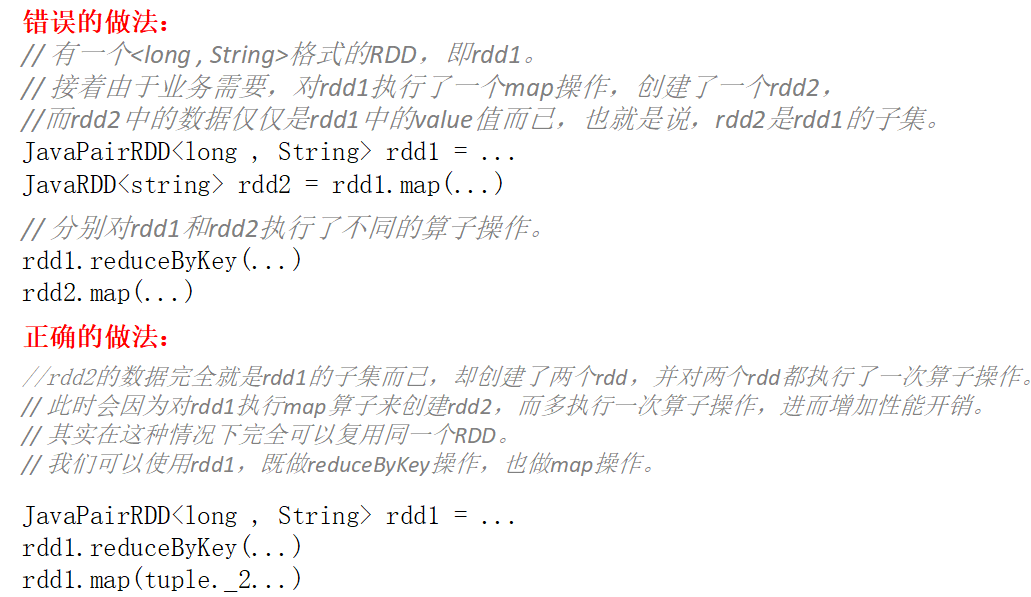 错误的做法：
// 有一个<long , String>格式的RDD，即rdd1。
// 接着由于业务需要，对rdd1执行了一个map操作，创建了一个rdd2，
//而rdd2中的数据仅仅是rdd1中的value值而已，也就是说，rdd2是rdd1的子集。
JavaPairRDD<long , String> rdd1 = ...
JavaRDD<string> rdd2 = rdd1.map(...)
// 分别对rdd1和rdd2执行了不同的算子操作。
rdd1.reduceByKey(...)
rdd2.map(...)
正确的做法：
//rdd2的数据完全就是rdd1的子集而已，却创建了两个rdd，并对两个rdd都执行了一次算子操作。
// 此时会因为对rdd1执行map算子来创建rdd2，而多执行一次算子操作，进而增加性能开销。
// 其实在这种情况下完全可以复用同一个RDD。
// 我们可以使用rdd1，既做reduceByKey操作，也做map操作。
JavaPairRDD<long , String> rdd1 = ...
rdd1.reduceByKey(...)
rdd1.map(tuple._2...)